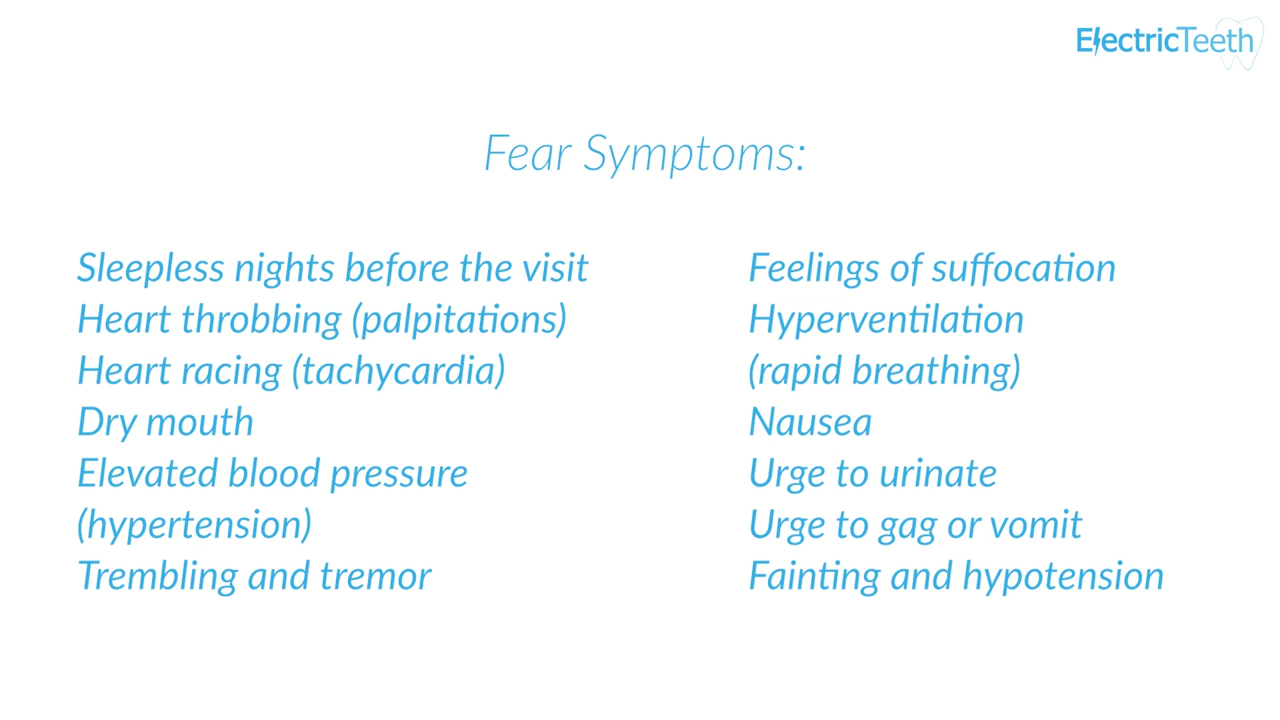 ElectricTeeth
Fear Symptoms:
Sleepless nights before the visit
Heart throbbing (palpitations)
Heart racing (tachycardia)
Dry mouth
Elevated blood pressure
(hypertension)
Trembling and tremor
Feelings of suffocation
Hyperventilation
(rapid breathing)
Nausea
Urge to urinate
Urge to gag or vomit
Fainting and hypotension